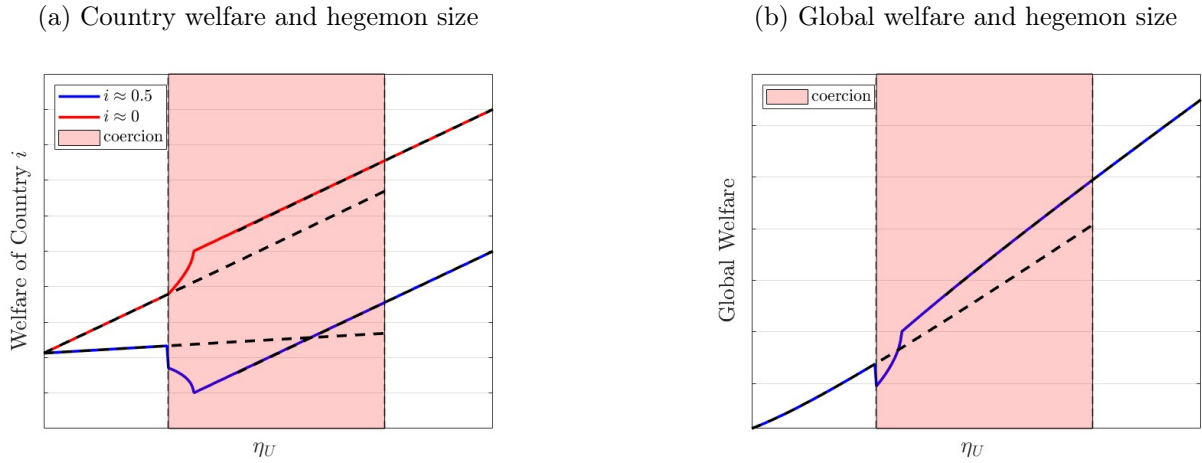 (a) Country welfare and hegemon size
(b) Global welfare and hegemon size
i ≈ 0.5
i ≈ 0
coercion
Welfare of Country i
η_U
coercion
Global Welfare
η_U